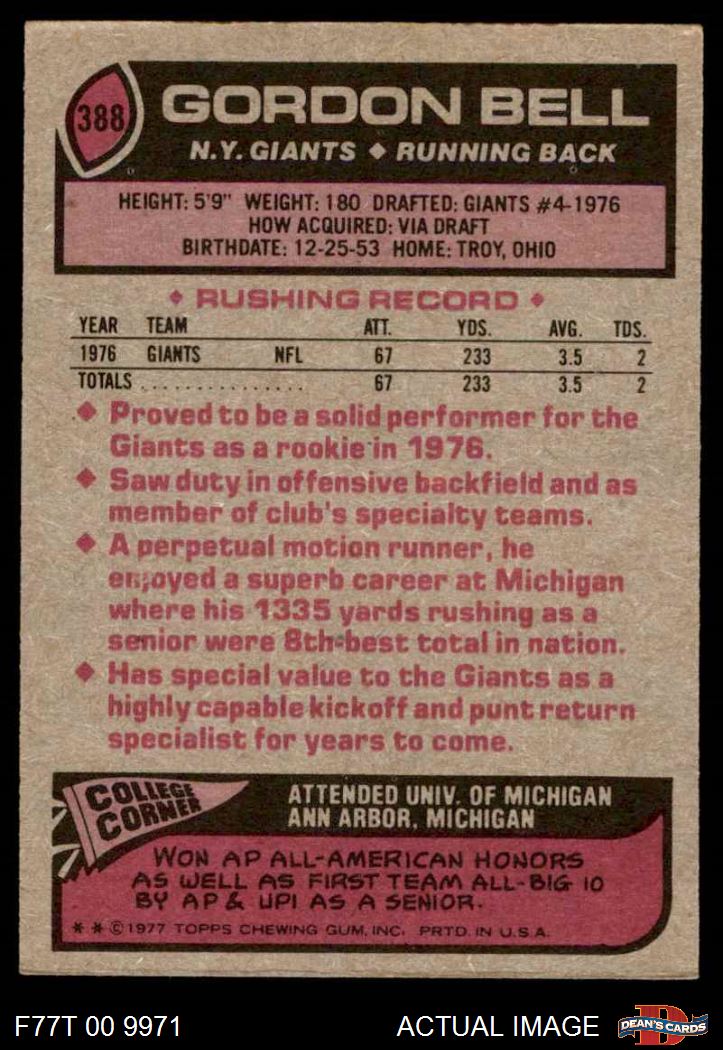 388
GORDON BELL
N.Y. GIANTS ♦ RUNNING BACK
HEIGHT: 5'9" WEIGHT: 180 DRAFTED: GIANTS #4-1976
HOW ACQUIRED: VIA DRAFT
BIRTHDATE: 12-25-53 HOME: TROY, OHIO
♦ RUSHING RECORD ♦
YEAR TEAM ATT. YDS. AVG. TDS.
1976 GIANTS NFL 67 233 3.5 2
TOTALS . . . . . . . . . . . . . . . 67 233 3.5 2
♦ Proved to be a solid performer for the
Giants as a rookie in 1976.
♦ Saw duty in offensive backfield and as
member of club's specialty teams.
♦ A perpetual motion runner, he
enjoyed a superb career at Michigan
where his 1335 yards rushing as a
senior were 8th-best total in nation.
♦ Has special value to the Giants as a
highly capable kickoff and punt return
specialist for years to come.
COLLEGE
CORNER
ATTENDED UNIV. OF MICHIGAN
ANN ARBOR, MICHIGAN
WON AP ALL-AMERICAN HONORS
AS WELL AS FIRST TEAM ALL-BIG 10
BY AP & UPI AS A SENIOR.
* * ©1977 TOPPS CHEWING GUM, INC. PRTD. IN U.S.A.
F77T 00 9971 ACTUAL IMAGE
D
DEAN'S CARDS